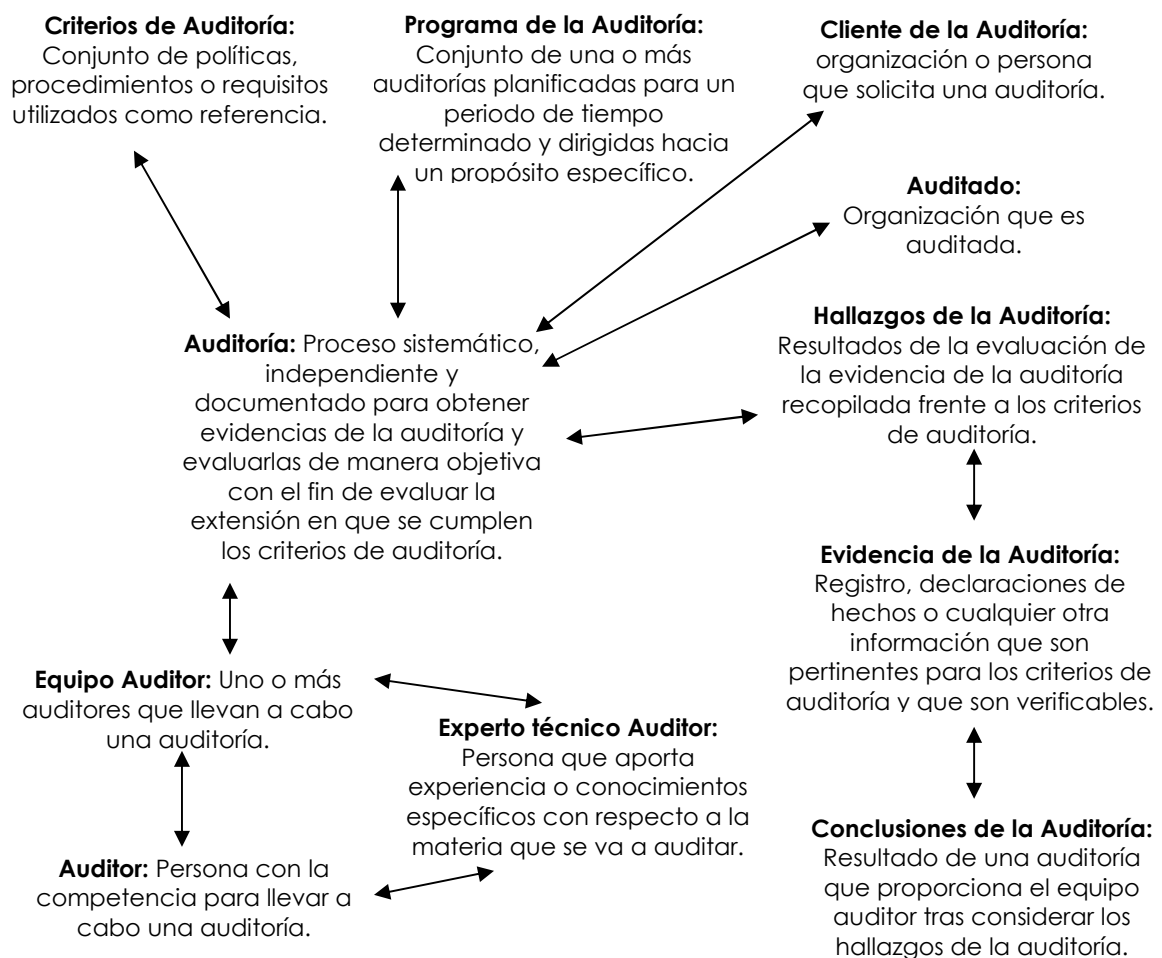 Criterios de Auditoría:
Conjunto de políticas,
procedimientos o requisitos
utilizados como referencia.
Programa de la Auditoría:
Conjunto de una o más
auditorías planificadas para un
periodo de tiempo
determinado y dirigidas hacia
un propósito específico.
Cliente de la Auditoría:
organización o persona
que solicita una auditoría.
Auditado:
Organización que es
auditada.
Auditoría: Proceso sistemático,
independiente y
documentado para obtener
evidencias de la auditoría y
evaluarlas de manera objetiva
con el fin de evaluar la
extensión en que se cumplen
los criterios de auditoría.
Hallazgos de la Auditoría:
Resultados de la evaluación de
la evidencia de la auditoría
recopilada frente a los criterios
de auditoría.
Evidencia de la Auditoría:
Registro, declaraciones de
hechos o cualquier otra
información que son
pertinentes para los criterios de
auditoría y que son verificables.
Equipo Auditor: Uno o más
auditores que llevan a cabo
una auditoría.
Experto técnico Auditor:
Persona que aporta
experiencia o conocimientos
específicos con respecto a la
materia que se va a auditar.
Auditor: Persona con la
competencia para llevar a
cabo una auditoría.
Conclusiones de la Auditoría:
Resultado de una auditoría
que proporciona el equipo
auditor tras considerar los
hallazgos de la auditoría.